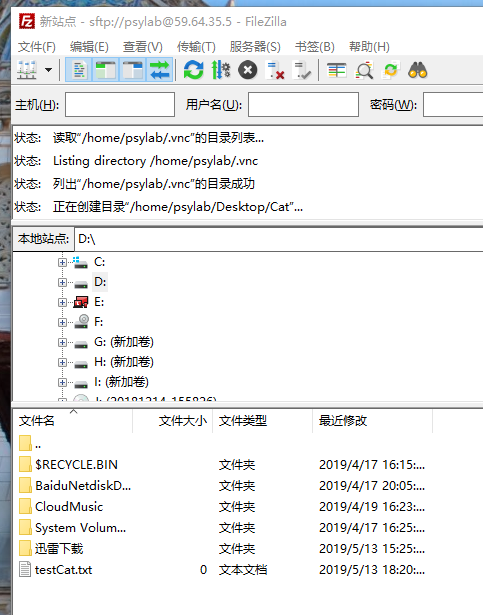 新站点 - sftp://psylab@59.64.35.5 - FileZilla
文件(F) 编辑(E) 查看(V) 传输(T) 服务器(S) 书签(B) 帮助(H)
主机(H): 用户名(U): 密码(W):
状态: 读取"/home/psylab/.vnc"的目录列表...
状态: Listing directory /home/psylab/.vnc
状态: 列出"/home/psylab/.vnc"的目录成功
状态: 正在创建目录"/home/psylab/Desktop/Cat"...
本地站点: D:\
C:
D:
E:
F:
G: (新加卷)
H: (新加卷)
I: (新加卷)
文件名 文件大小 文件类型 最近修改
..
$RECYCLE.BIN 文件夹 2019/4/17 16:15:...
BaiduNetdiskD... 文件夹 2019/4/17 20:05:...
CloudMusic 文件夹 2019/4/19 16:23:...
System Volum... 文件夹 2019/4/17 16:25:...
迅雷下载 文件夹 2019/5/13 15:25:...
testCat.txt 0 文本文档 2019/5/13 18:20:...